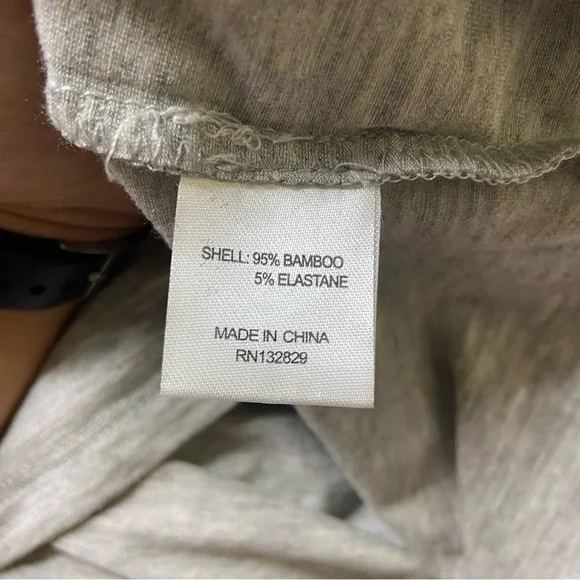 SHELL: 95% BAMBOO
5% ELASTANE
MADE IN CHINA
RN132829